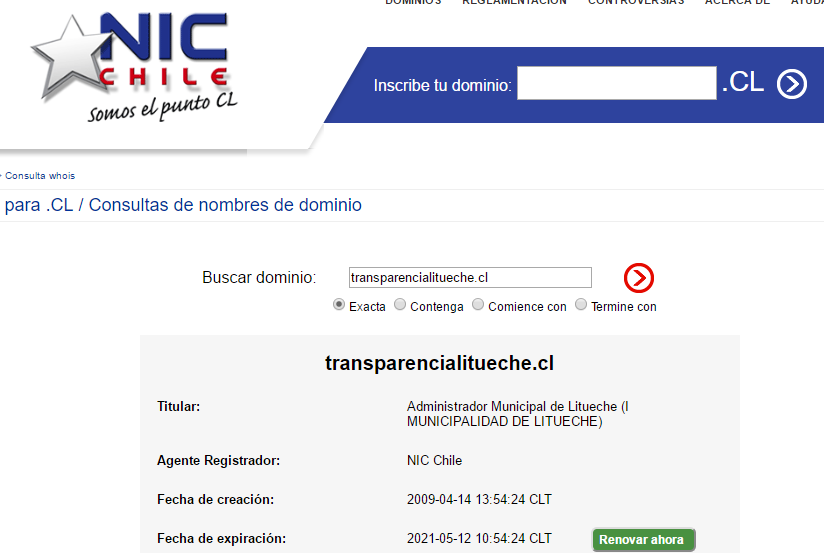 DOMINIOS REGLAMENTACIÓN CONTROVERSIAS ACERCA DE
NIC
CHILE
somos el punto CL
Inscribe tu dominio: .CL
Consulta whois
para .CL / Consultas de nombres de dominio
Buscar dominio: transparencialitueche.cl
Exacta Contenga Comience con Termine con
transparencialitueche.cl
Titular: Administrador Municipal de Litueche (I
MUNICIPALIDAD DE LITUECHE)
Agente Registrador: NIC Chile
Fecha de creación: 2009-04-14 13:54:24 CLT
Fecha de expiración: 2021-05-12 10:54:24 CLT Renovar ahora